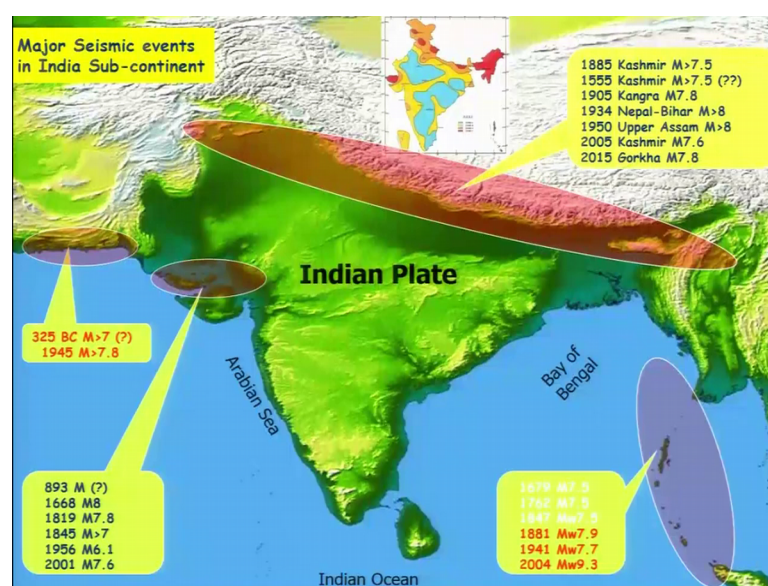 Major Seismic events
in India Sub-continent
1885 Kashmir M>7.5
1555 Kashmir M>7.5 (??)
1905 Kangra M7.8
1934 Nepal-Bihar M>8
1950 Upper Assam M>8
2005 Kashmir M7.6
2015 Gorkha M7.8
Indian Plate
325 BC M>7 (?)
1945 M>7.8
Arabian Sea
Bay of
Bengal
893 M (?)
1668 M8
1819 M7.8
1845 M>7
1956 M6.1
2001 M7.6
1679 M7.5
1762 M7.5
1847 Mw7.5
1881 Mw7.9
1941 Mw7.7
2004 Mw9.3
Indian Ocean